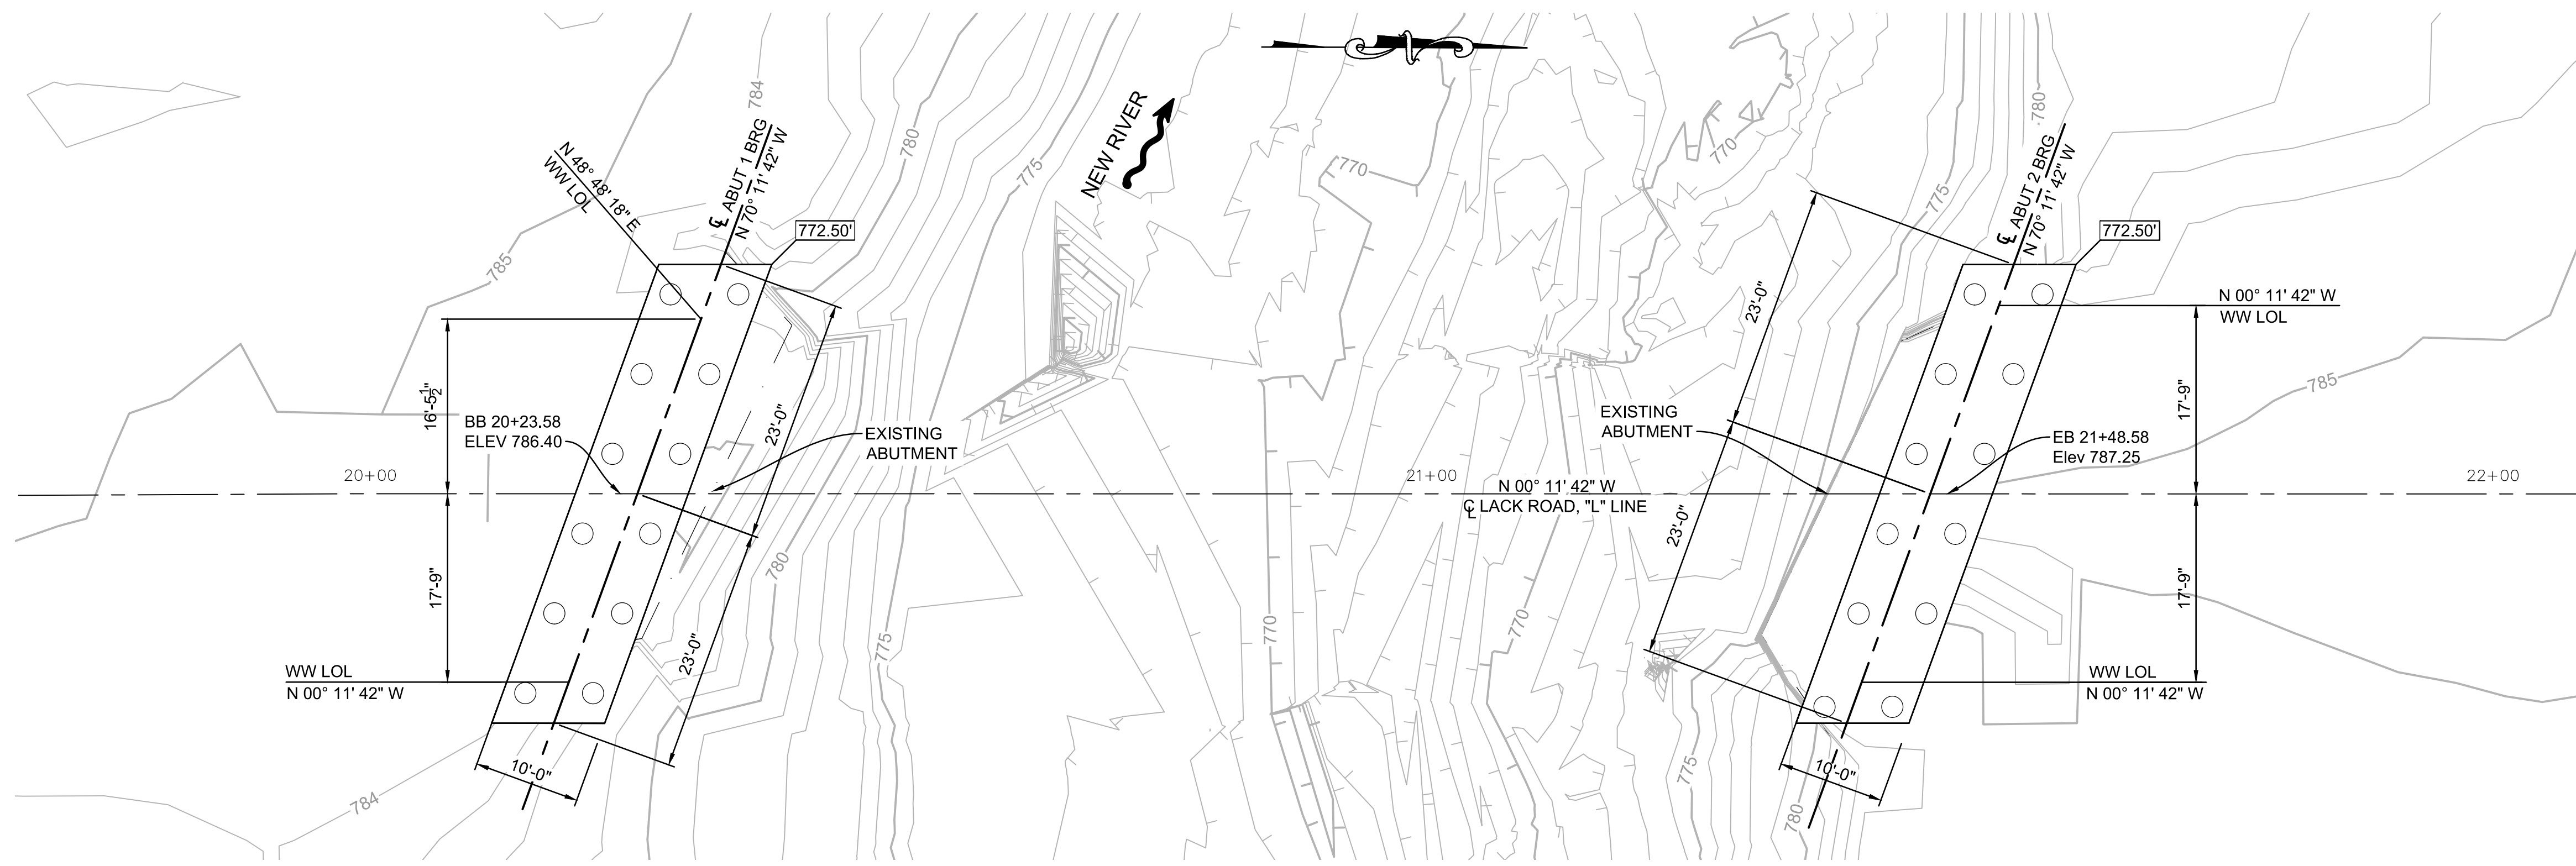 N 48° 48' 18" E
WW LOL
784
℄ ABUT 1 BRG
N 70° 11' 42" W
772.50'
780
775
NEW RIVER
770
770
775
780
℄ ABUT 2 BRG
N 70° 11' 42" W
772.50'
N 00° 11' 42" W
WW LOL
785
16'-5½"
BB 20+23.58
ELEV 786.40
23'-0"
EXISTING
ABUTMENT
23'-0"
EXISTING
ABUTMENT
EB 21+48.58
Elev 787.25
17'-9"
785
20+00
21+00
N 00° 11' 42" W
℄ LACK ROAD, "L" LINE
22+00
17'-9"
780
23'-0"
775
770
770
23'-0"
17'-9"
WW LOL
N 00° 11' 42" W
WW LOL
N 00° 11' 42" W
10'-0"
784
775
10'-0"
780